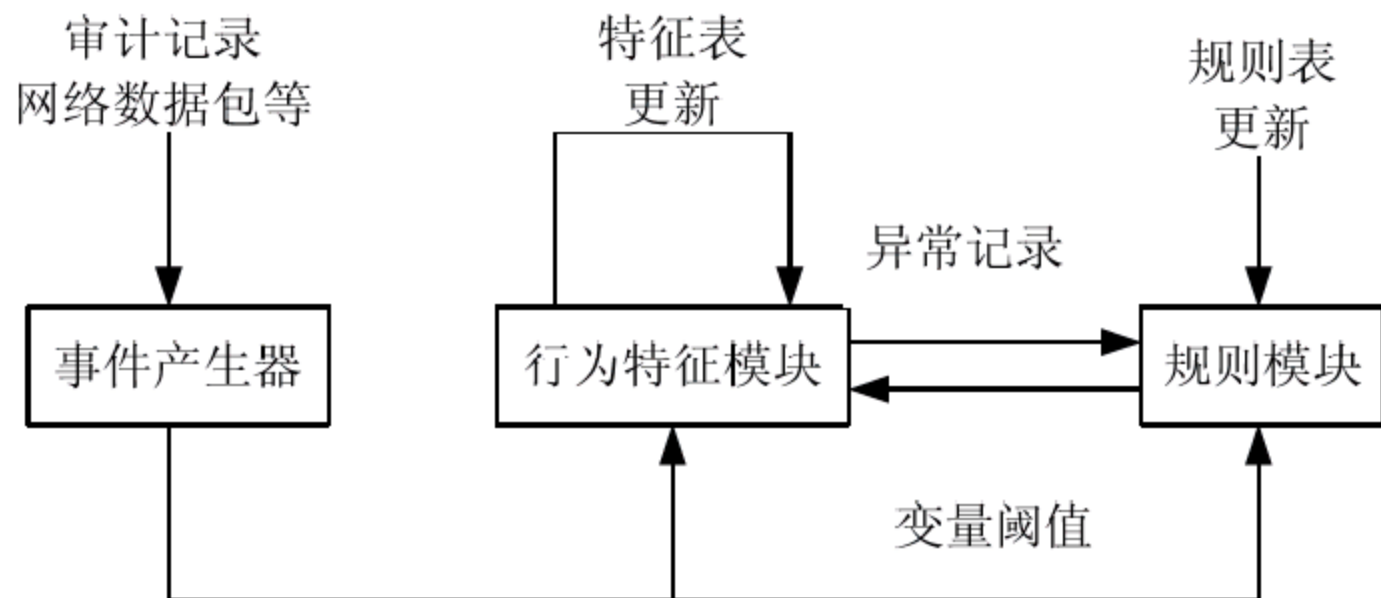 审计记录
网络数据包等
特征表
更新
规则表
更新
异常记录
事件产生器
行为特征模块
规则模块
变量阈值